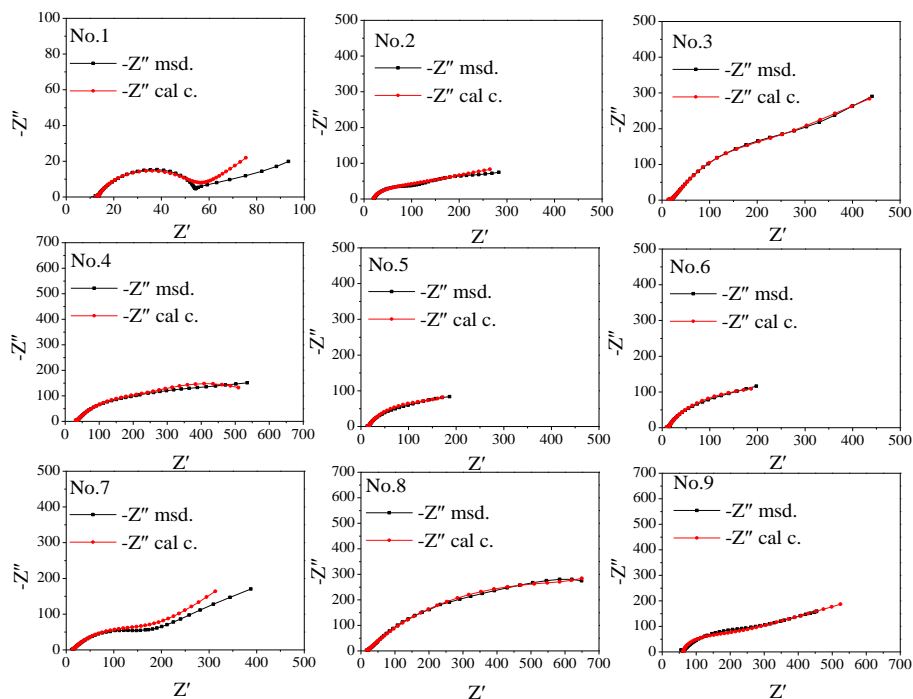 No.1
-Z″ msd.
-Z″ cal c.
-Z″
100
80
60
40
20
0
0 20 40 60 80 100
Z′
No.2
-Z″ msd.
-Z″ cal c.
-Z″
500
400
300
200
100
0
0 100 200 300 400 500
Z′
No.3
-Z″ msd.
-Z″ cal c.
-Z″
500
400
300
200
100
0
0 100 200 300 400 500
Z′
No.4
-Z″ msd.
-Z″ cal c.
-Z″
700
600
500
400
300
200
100
0
0 100 200 300 400 500 600 700
Z′
No.5
-Z″ msd.
-Z″ cal c.
-Z″
500
400
300
200
100
0
0 100 200 300 400 500
Z′
No.6
-Z″ msd.
-Z″ cal c.
-Z″
500
400
300
200
100
0
0 100 200 300 400 500
Z′
No.7
-Z″ msd.
-Z″ cal c.
-Z″
500
400
300
200
100
0
0 100 200 300 400 500
Z′
No.8
-Z″ msd.
-Z″ cal c.
-Z″
700
600
500
400
300
200
100
0
0 100 200 300 400 500 600 700
Z′
No.9
-Z″ msd.
-Z″ cal c.
-Z″
700
600
500
400
300
200
100
0
0 100 200 300 400 500 600 700
Z′